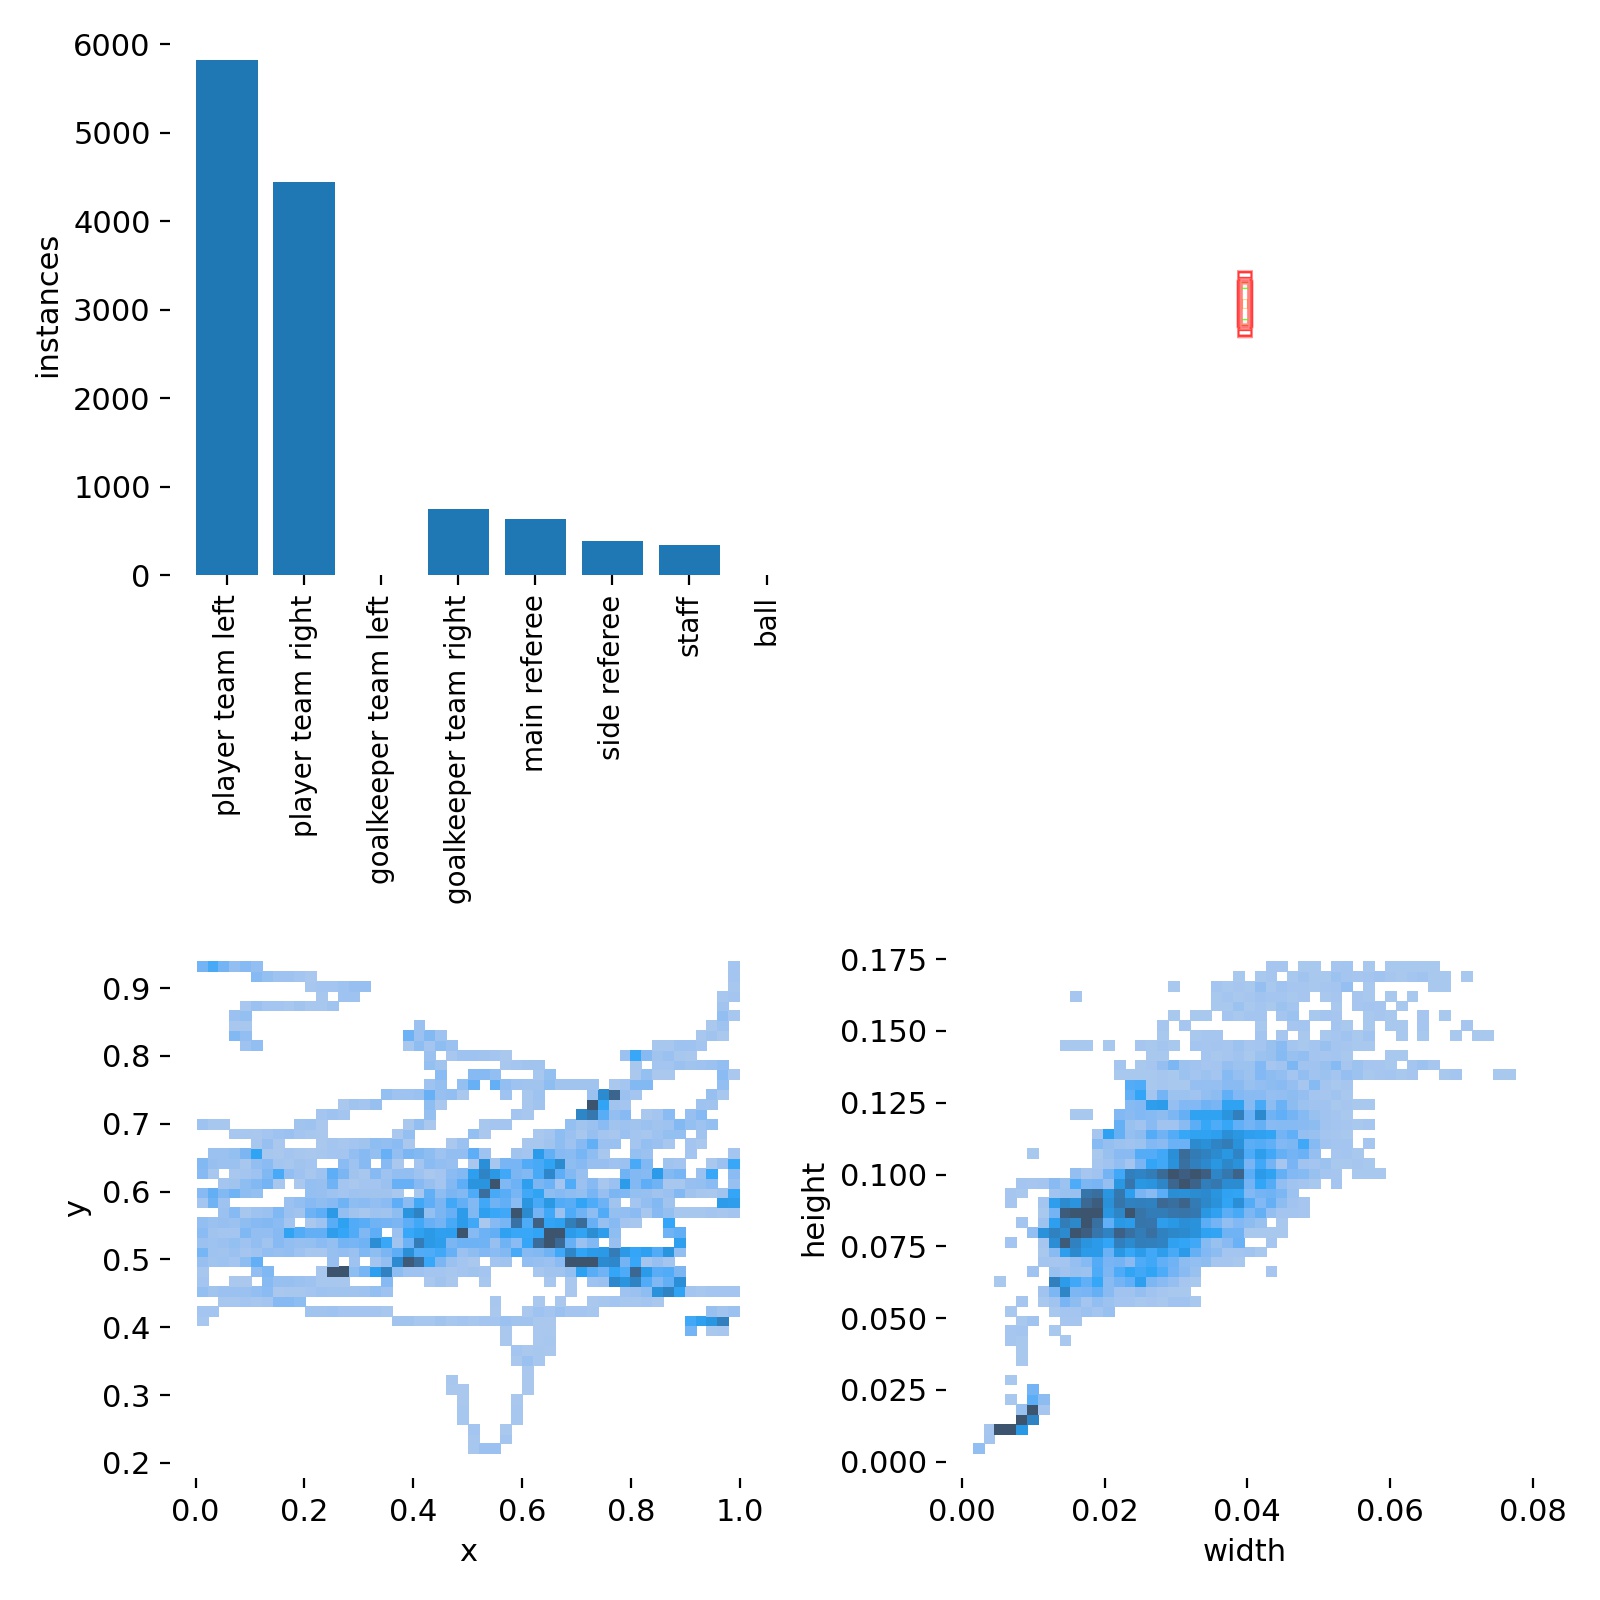 6000
5000
4000
3000
2000
1000
0
instances
player team left
player team right
goalkeeper team left
goalkeeper team right
main referee
side referee
staff
ball
0.9
0.8
0.7
0.6
0.5
0.4
0.3
0.2
y
0.0 0.2 0.4 0.6 0.8 1.0
x
0.175
0.150
0.125
0.100
0.075
0.050
0.025
0.000
height
0.00 0.02 0.04 0.06 0.08
width